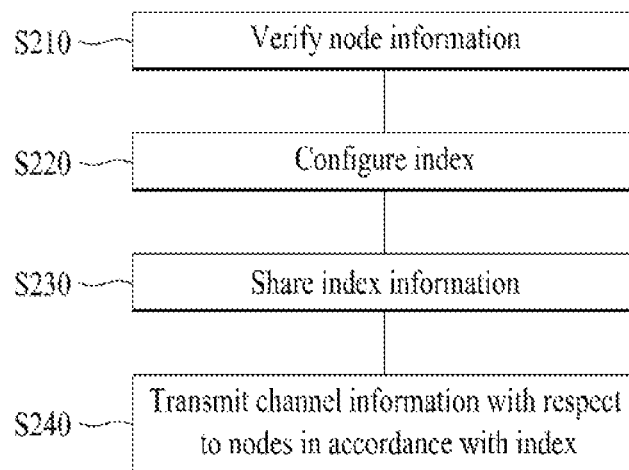 S210 Verify node information
S220 Configure index
S230 Share index information
S240 Transmit channel information with respect
to nodes in accordance with index